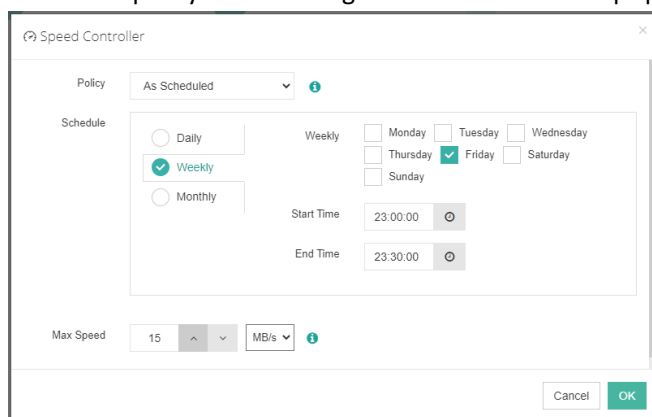 Speed Controller
Policy As Scheduled
Schedule
Daily
Weekly
Monthly
Weekly Monday Tuesday Wednesday
Thursday Friday Saturday
Sunday
Start Time 23:00:00
End Time 23:30:00
Max Speed 15 MB/s
Cancel OK